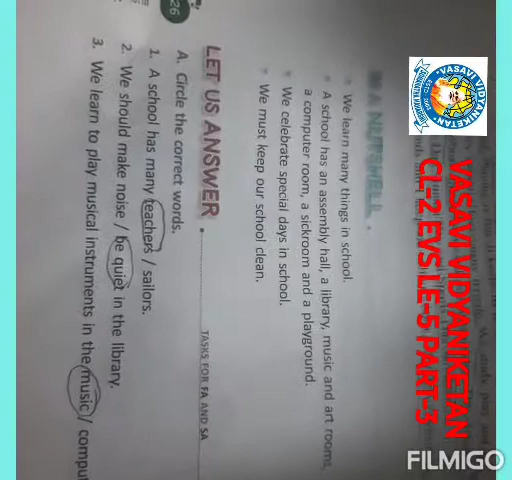 VASAVI VIDYANIKETAN
CL-2 EVS LE-5 PART-3
VASAVI VIDYANIKETAN
ESTD 2005
NUTSHELL
We learn many things in school.
A school has an assembly hall, a library, music and art rooms,
a computer room, a sickroom and a playground.
We celebrate special days in school.
We must keep our school clean.
LET US ANSWER
TASKS FOR FA AND SA
A. Circle the correct words.
1. A school has many teachers / sailors.
2. We should make noise / be quiet in the library.
3. We learn to play musical instruments in the music / comput
26
FILMIGO